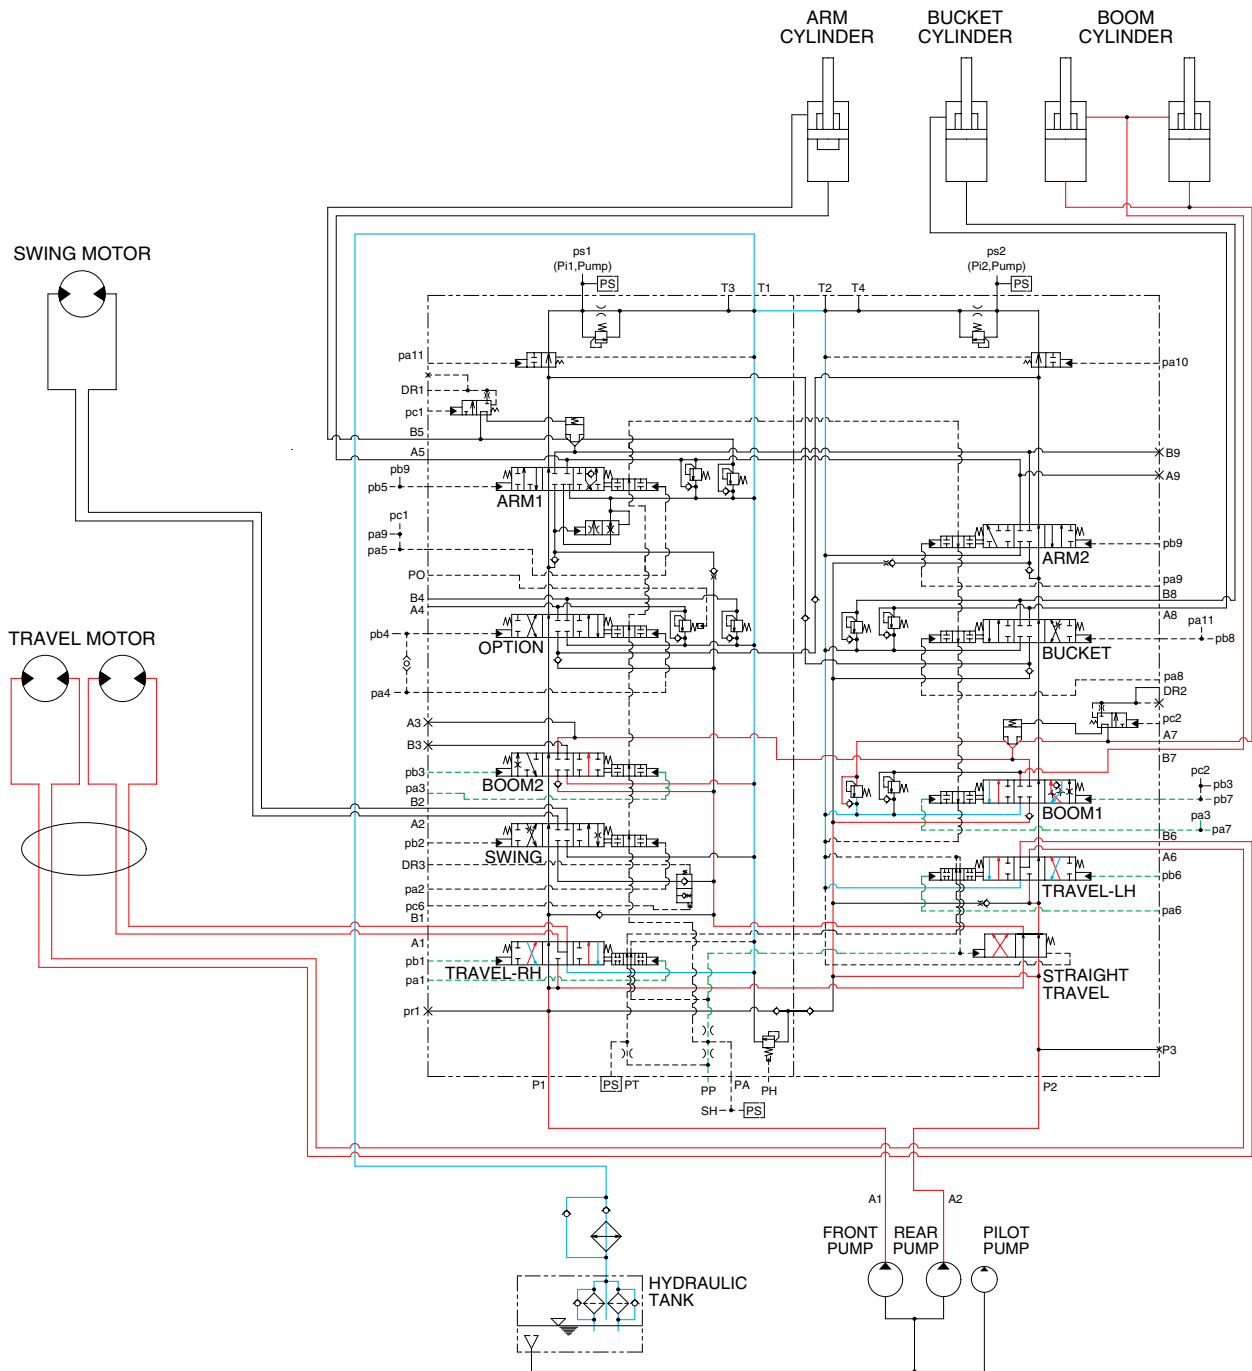 ARM
CYLINDER
BUCKET
CYLINDER
BOOM
CYLINDER
SWING MOTOR
ps1
(Pi1,Pump)
PS
ps2
(Pi2,Pump)
PS
T3
T1
T2
T4
pa11
pa10
DR1
pc1
B5
A5
B9
A9
pb9
pb5
ARM1
pc1
pa9
pa5
ARM2
pb9
PO
pa9
B4
A4
B8
A8
TRAVEL MOTOR
pb4
OPTION
BUCKET
pa11
pb8
pa4
pa8
DR2
A3
pc2
B3
A7
B7
pb3
BOOM2
pa3
B2
BOOM1
pc2
pb3
pb7
pa3
pa7
A2
pb2
SWING
B6
A6
DR3
TRAVEL-LH
pb6
pa2
pc6
B1
pa6
A1
pb1
TRAVEL-RH
pa1
STRAIGHT
TRAVEL
pr1
P3
P1
PS
PT
PP
PA
PH
P2
SH
PS
A1
A2
FRONT
PUMP
REAR
PUMP
PILOT
PUMP
HYDRAULIC
TANK